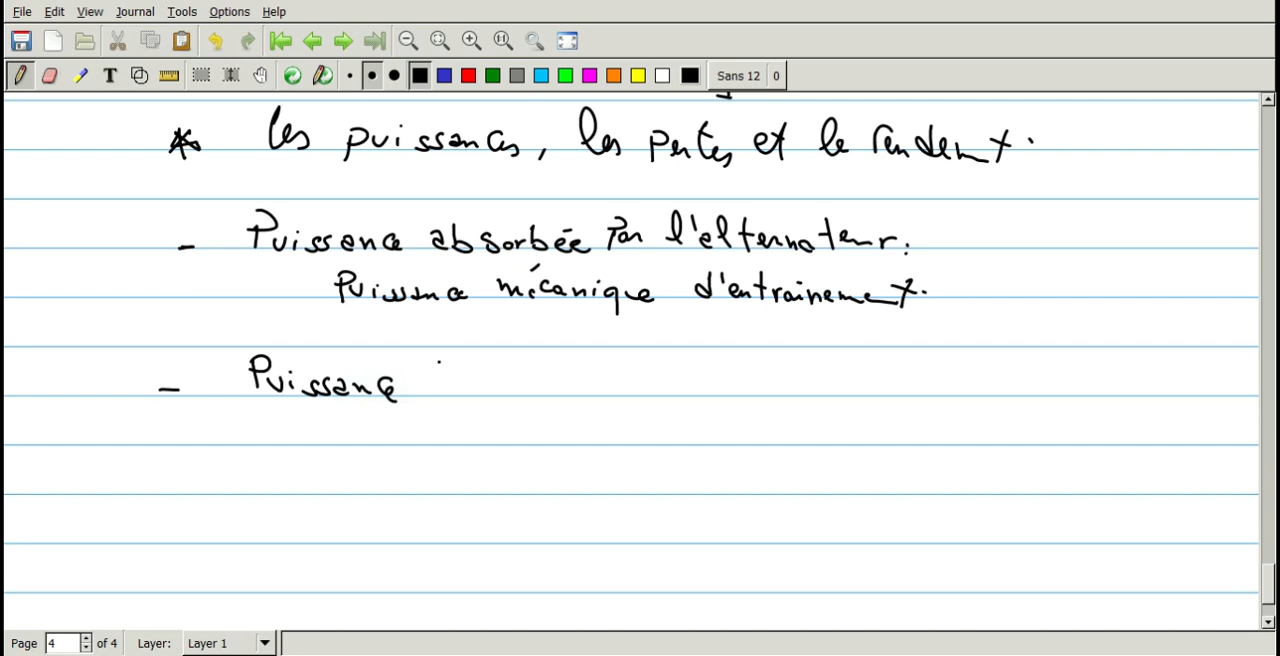 File Edit View Journal Tools Options Help
T Sans 12 0
* les puissances, les pertes et le rendement.
- Puissance absorbée par l'alternateur.
Puissance mécanique d'entrainement.
- Puissance
Page 4 of 4 Layer: Layer 1